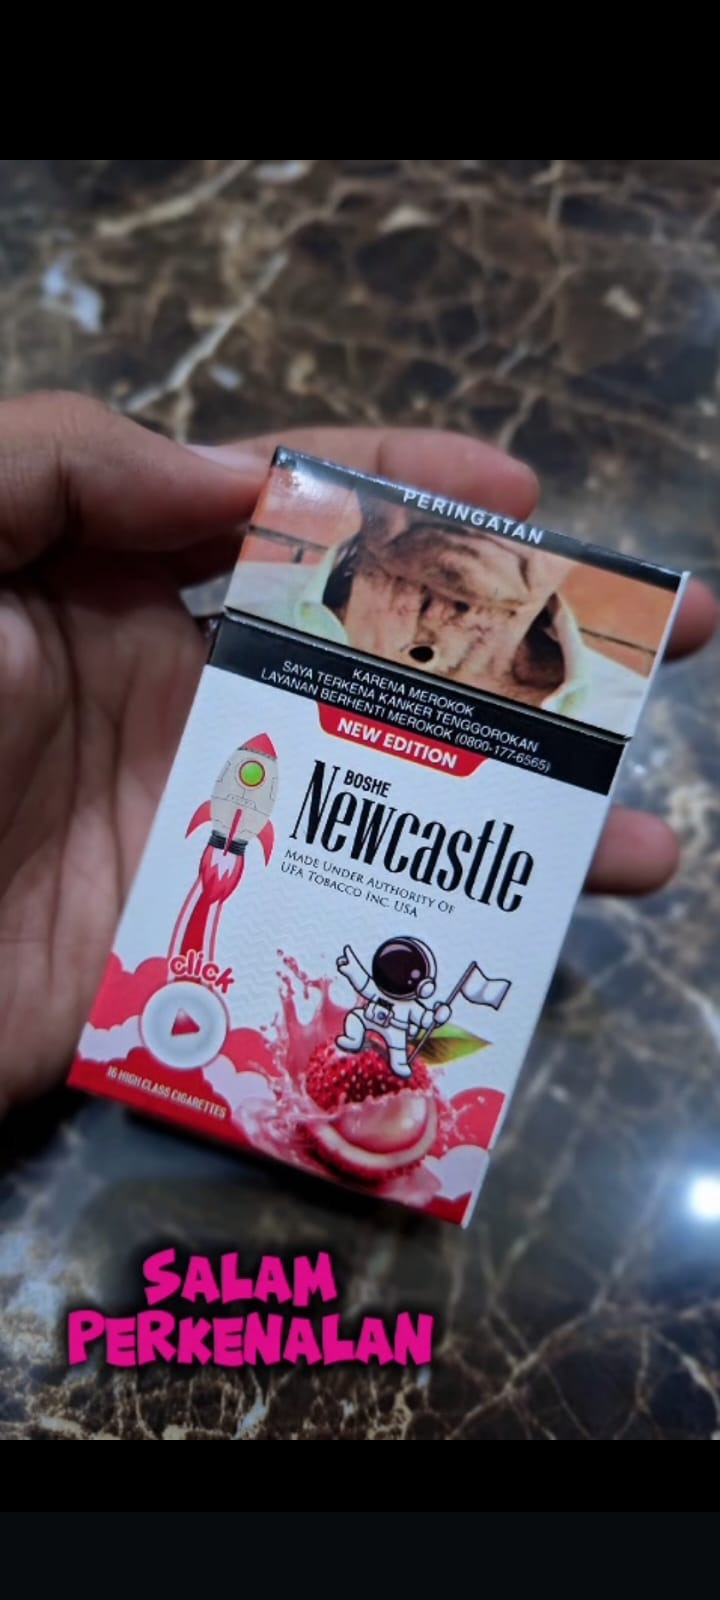 PERINGATAN
KARENA MEROKOK
SAYA TERKENA KANKER TENGGOROKAN
LAYANAN BERHENTI MEROKOK (0800-177-6565)
NEW EDITION
BOSHE
Newcastle
MADE UNDER AUTHORITY OF
UFA TOBACCO INC. USA
click
16 HIGH CLASS CIGARETTES
SALAM
PERKENALAN